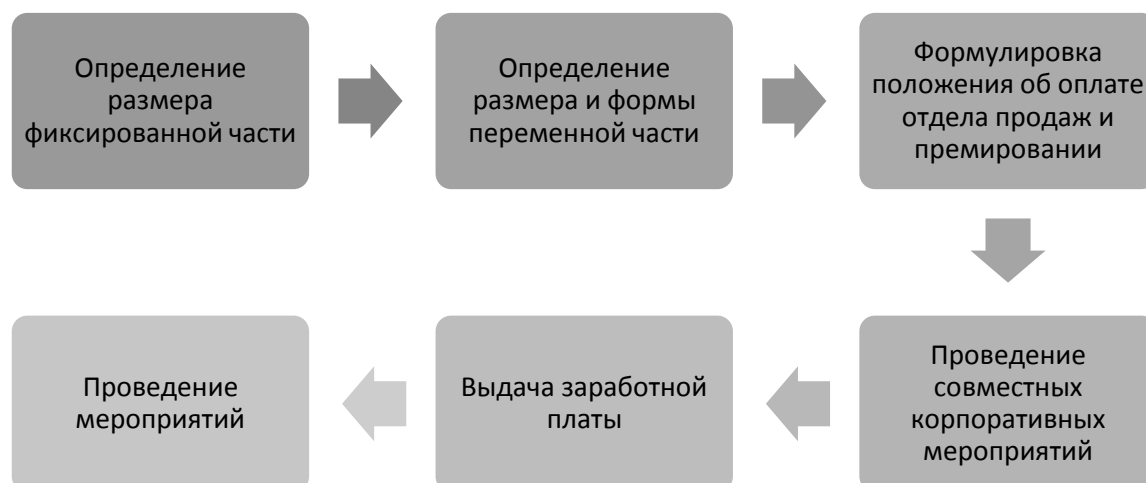 Определение
размера
фиксированной части
Определение
размера и формы
переменной части
Формулировка
положения об оплате
отдела продаж и
премировании
Проведение
совместных
корпоративных
мероприятий
Выдача заработной
платы
Проведение
мероприятий